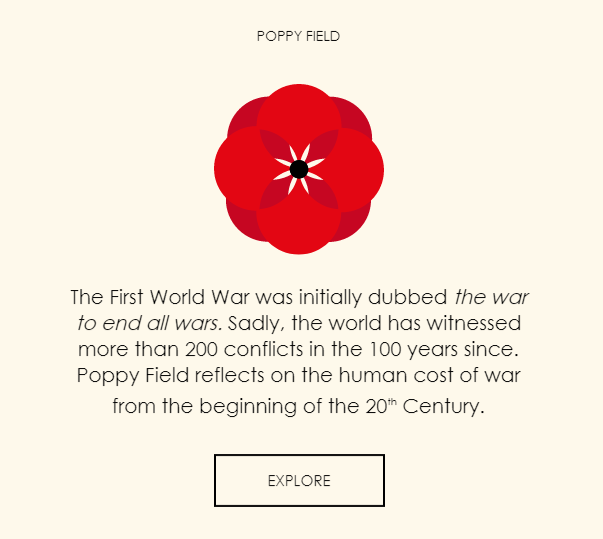 POPPY FIELD
The First World War was initially dubbed the war
to end all wars. Sadly, the world has witnessed
more than 200 conflicts in the 100 years since.
Poppy Field reflects on the human cost of war
from the beginning of the 20th Century.
EXPLORE